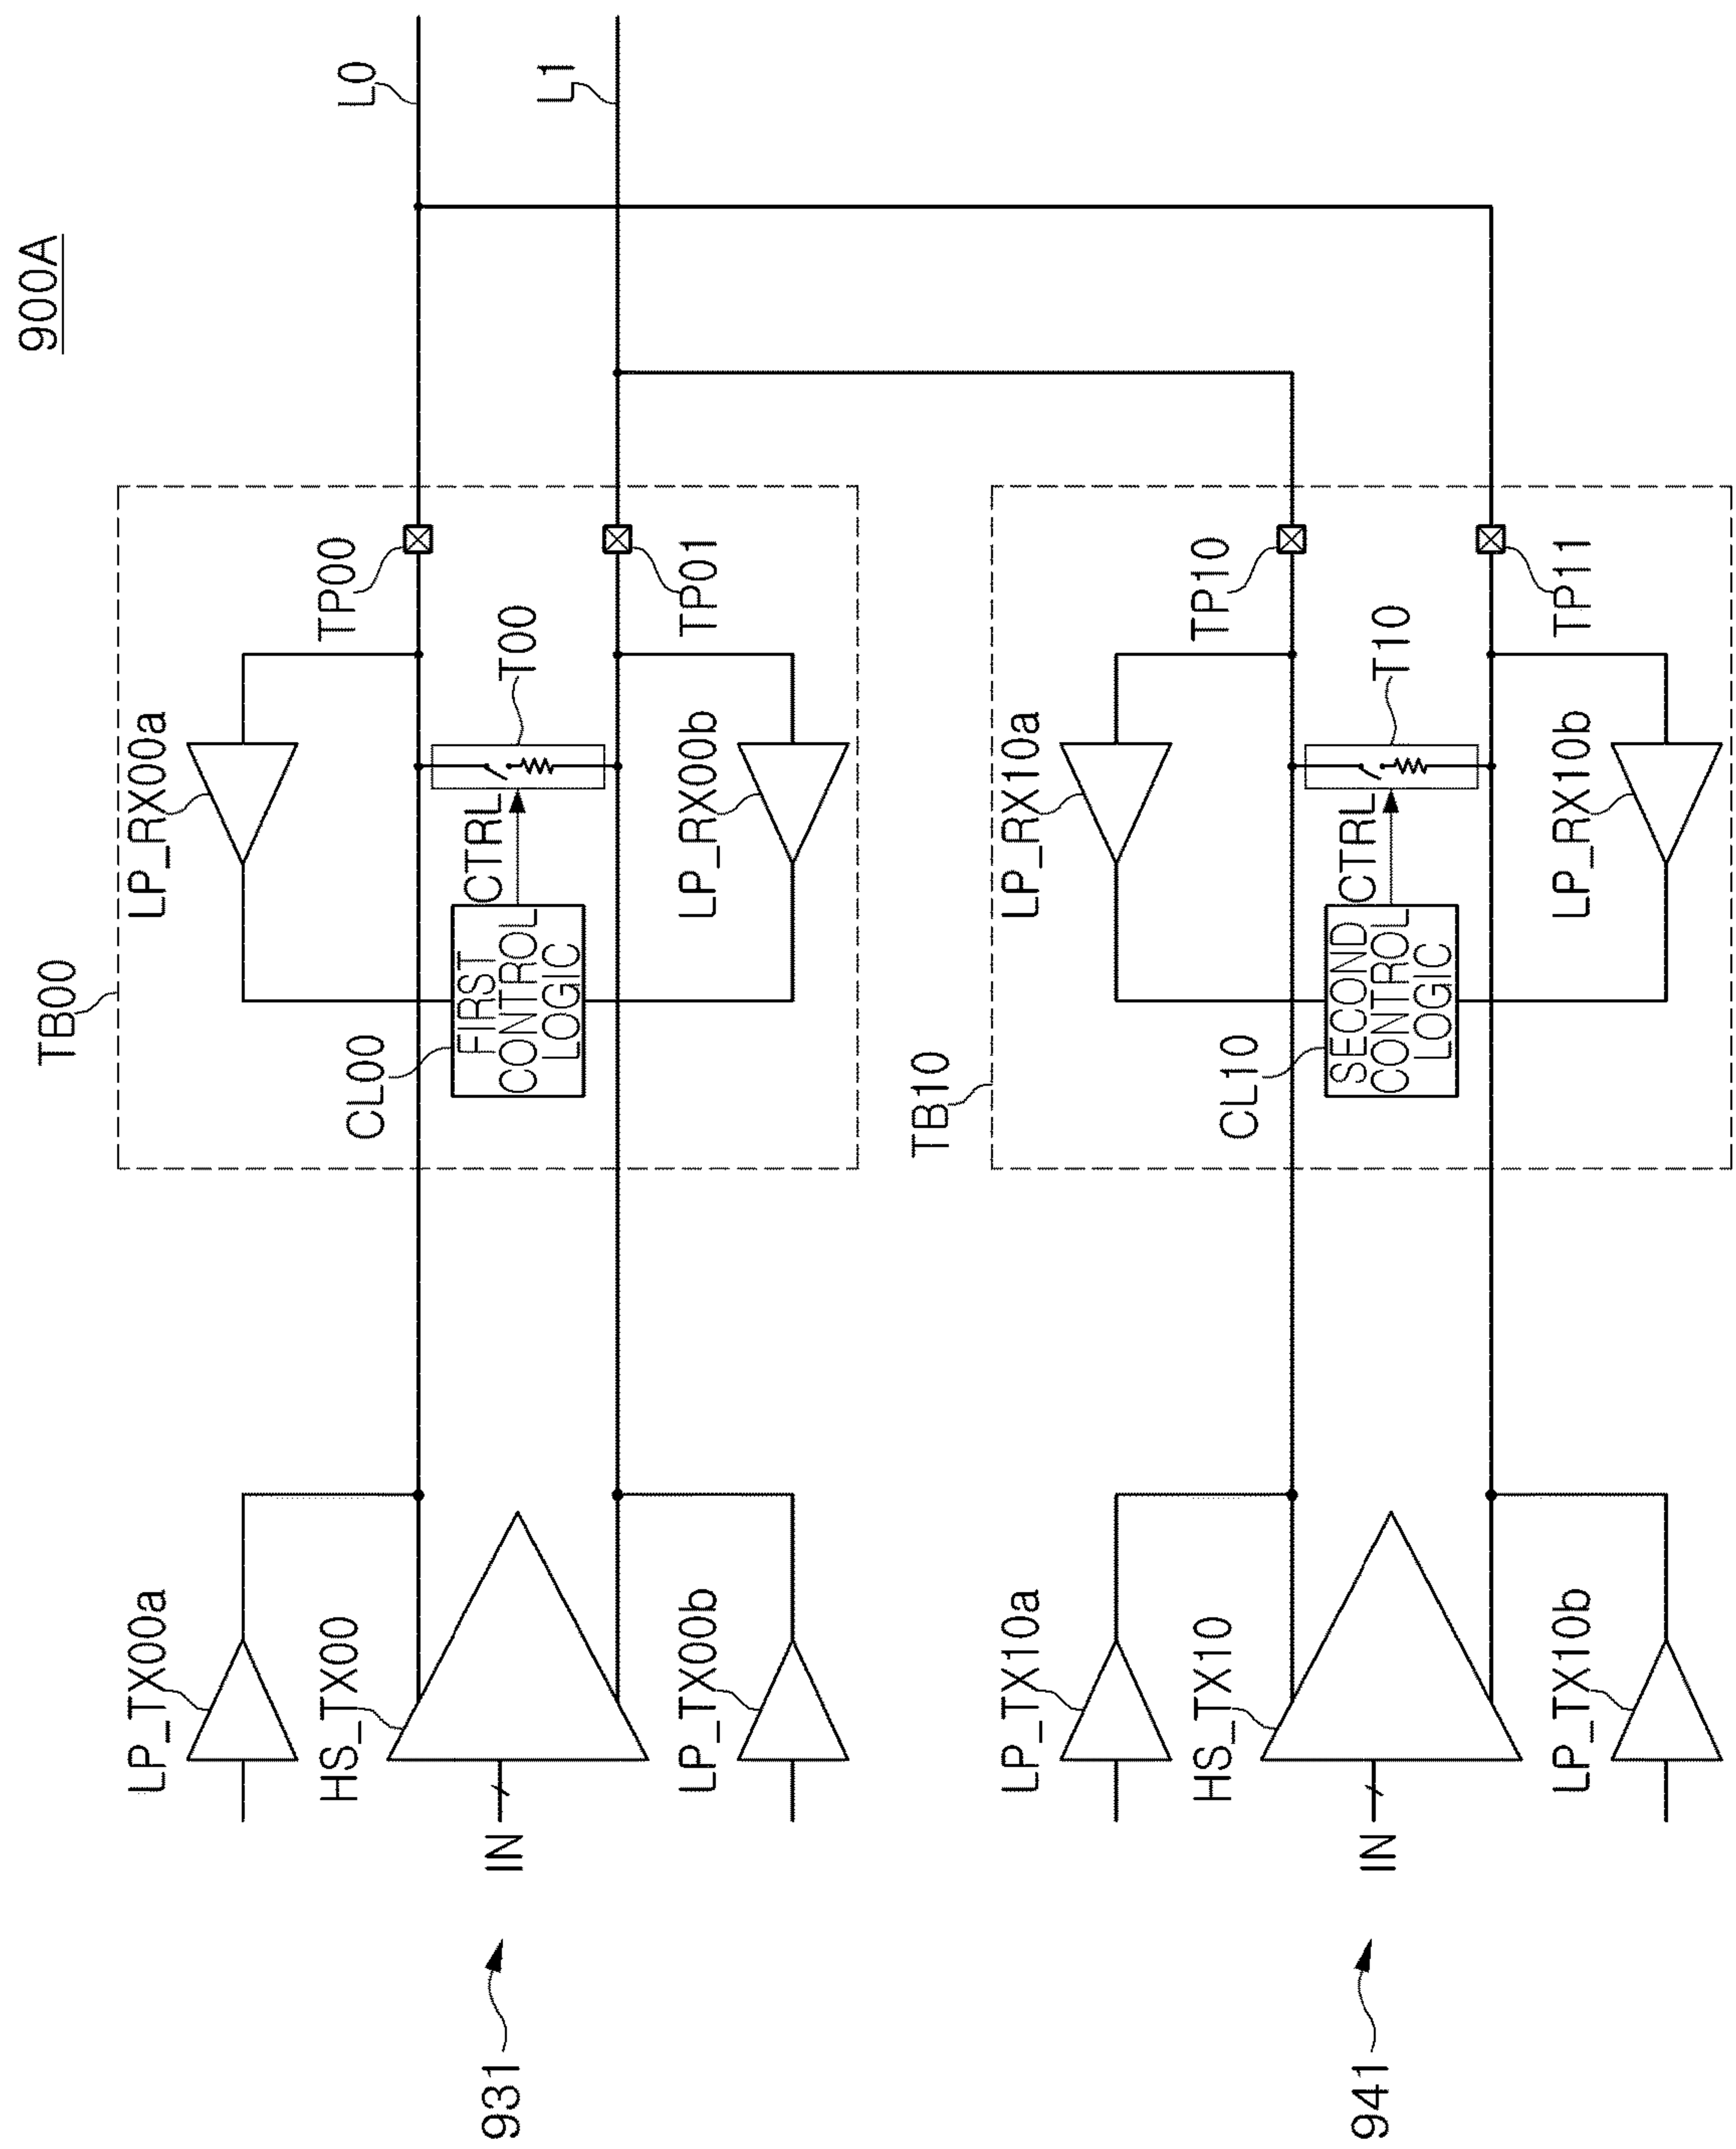 900A
L0
L1
TB00
LP_RX00a
TP00
T00
CTRL
CL00
FIRST
CONTROL
LOGIC
TP01
LP_RX00b
LP_TX00a
HS_TX00
IN
LP_TX00b
931
TB10
LP_RX10a
TP10
T10
CTRL
CL10
SECOND
CONTROL
LOGIC
TP11
LP_RX10b
LP_TX10a
HS_TX10
IN
LP_TX10b
941